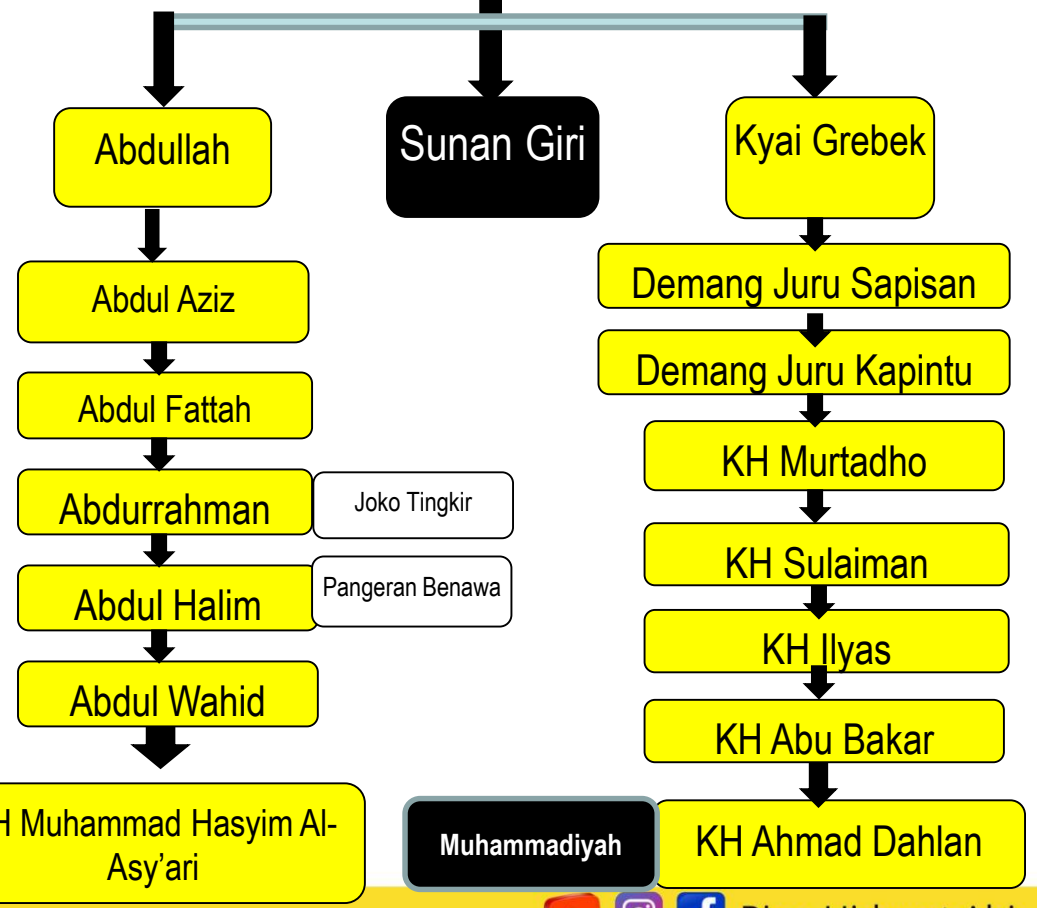 Abdullah
Sunan Giri
Kyai Grebek
Abdul Aziz
Abdul Fattah
Abdurrahman
Joko Tingkir
Abdul Halim
Pangeran Benawa
Abdul Wahid
H Muhammad Hasyim Al-
Asy’ari
Demang Juru Sapisan
Demang Juru Kapintu
KH Murtadho
KH Sulaiman
KH Ilyas
KH Abu Bakar
Muhammadiyah
KH Ahmad Dahlan